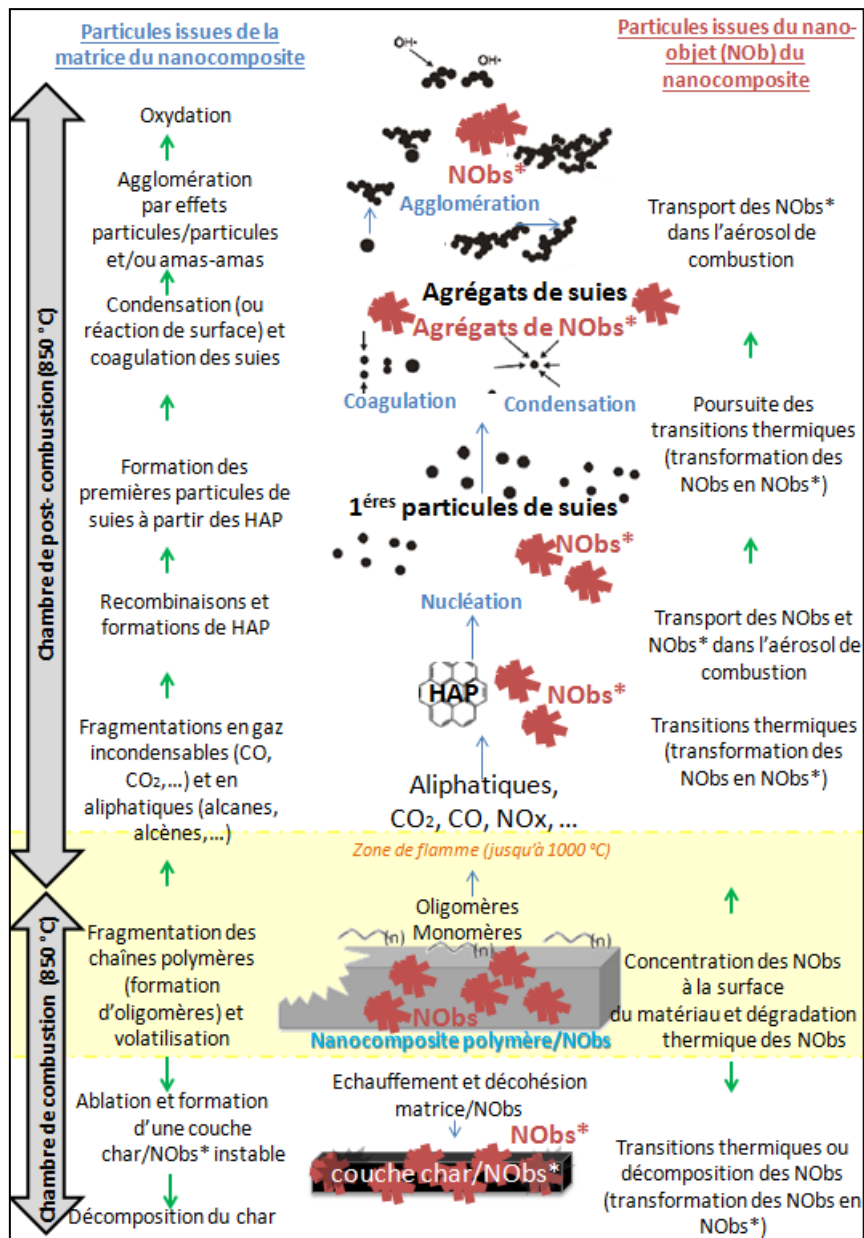 Particules issues de la
matrice du nanocomposite
Oxydation
Agglomération
par effets
particules/particules
et/ou amas-amas
Condensation (ou
réaction de surface) et
coagulation des suies
Formation des
premières particules de
suies à partir des HAP
Recombinaisons et
formations de HAP
Fragmentations en gaz
incondensables (CO,
CO₂,...) et en
aliphatiques (alcanes,
alcènes,...)
Fragmentation des
chaînes polymères
(formation
d'oligomères) et
volatilisation
Ablation et formation
d'une couche
char/NObs* instable
Décomposition du char
Chambre de post- combustion (850 °C)
Chambre de combustion (850 °C)
OH•
OH•
NObs*
Agglomération
Agrégats de suies
Agrégats de NObs*
Coagulation
Condensation
1éres particules de suies
NObs*
Nucléation
HAP
NObs*
Aliphatiques,
CO₂, CO, NOx, ...
Zone de flamme (jusqu'à 1000 °C)
Oligomères
Monomères
(n)
(n)
(n)
NObs
Nanocomposite polymère/NObs
Echauffement et décohésion
matrice/NObs
NObs*
couche char/NObs*
Particules issues du nano-
objet (NOb) du
nanocomposite
Transport des NObs*
dans l'aérosol de
combustion
Poursuite des
transitions thermiques
(transformation des
NObs en NObs*)
Transport des NObs et
NObs* dans l'aérosol de
combustion
Transitions thermiques
(transformation des
NObs en NObs*)
Concentration des NObs
à la surface
du matériau et dégradation
thermique des NObs
Transitions thermiques ou
décomposition des NObs
(transformation des NObs en
NObs*)